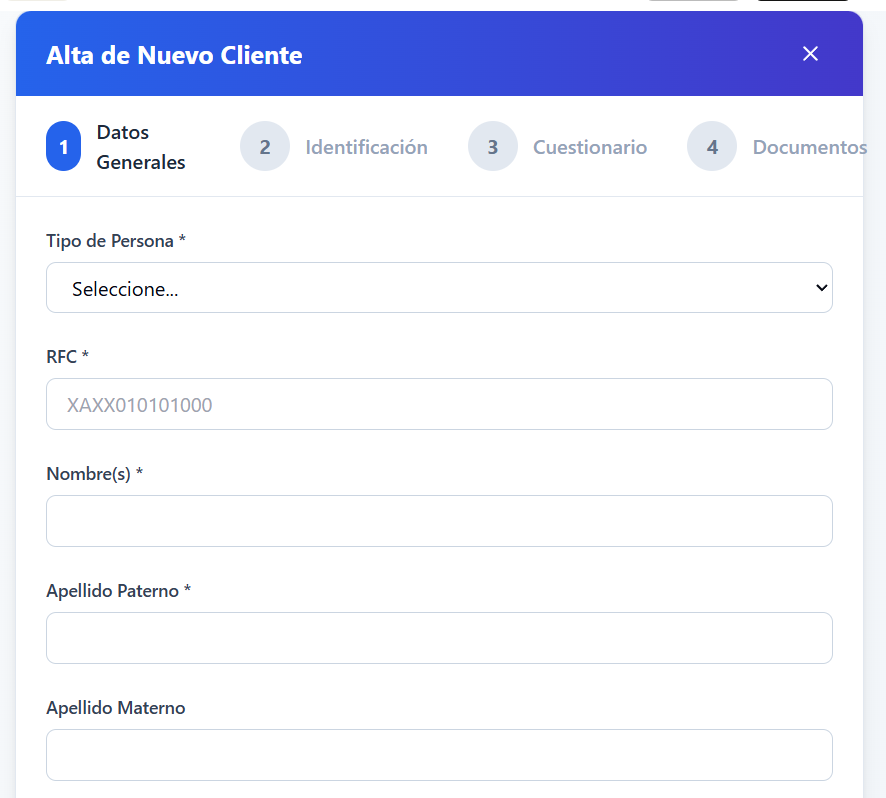 Alta de Nuevo Cliente
1 Datos Generales
2 Identificación
3 Cuestionario
4 Documentos
Tipo de Persona *
Seleccione...
RFC *
XAXX010101000
Nombre(s) *
Apellido Paterno *
Apellido Materno